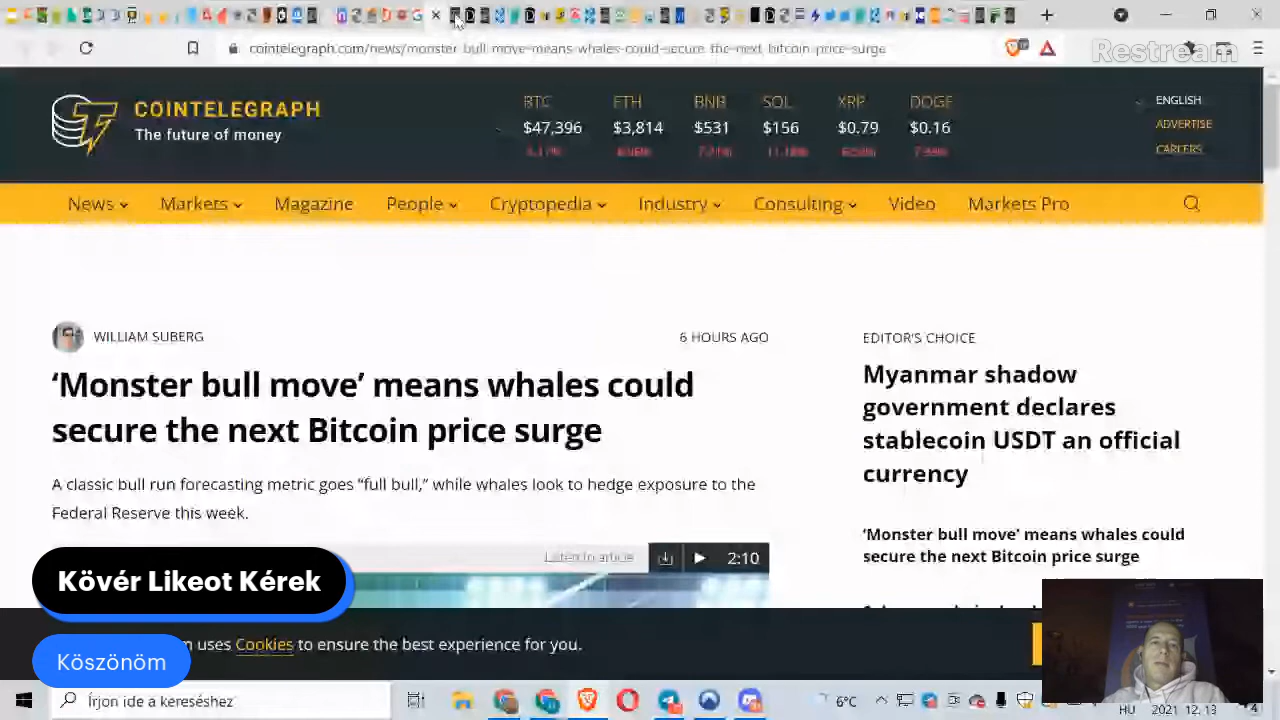 cointelegraph.com/news/monster-bull-move-means-whales-could-secure-the-next-bitcoin-price-surge
Restream
COINTELEGRAPH
The future of money
BTC ETH BNB SOL XRP DOGE
$47,396 $3,814 $531 $156 $0.79 $0.16
ENGLISH
ADVERTISE
CAREERS
News Markets Magazine People Cryptopedia Industry Consulting Video Markets Pro
WILLIAM SUBERG
6 HOURS AGO
‘Monster bull move’ means whales could
secure the next Bitcoin price surge
A classic bull run forecasting metric goes “full bull,” while whales look to hedge exposure to the
Federal Reserve this week.
Listen to article
2:10
EDITOR'S CHOICE
Myanmar shadow
government declares
stablecoin USDT an official
currency
‘Monster bull move’ means whales could
secure the next Bitcoin price surge
Kövér Likeot Kérek
uses Cookies to ensure the best experience for you.
Köszönöm
Írjon ide a kereséshez
6°C
HU 2021. 12. 13.